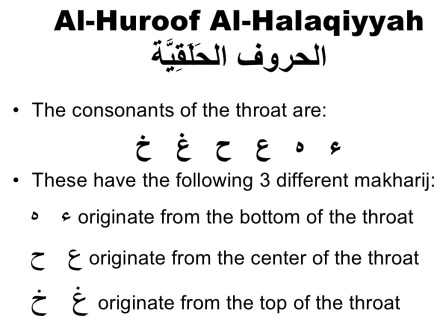 Al-Huroof Al-Halaqiyyah
الحروف الحَلَقِيَّة
• The consonants of the throat are:
ء ه ع ح غ خ
• These have the following 3 different makharij:
ء ه originate from the bottom of the throat
ع ح originate from the center of the throat
غ خ originate from the top of the throat